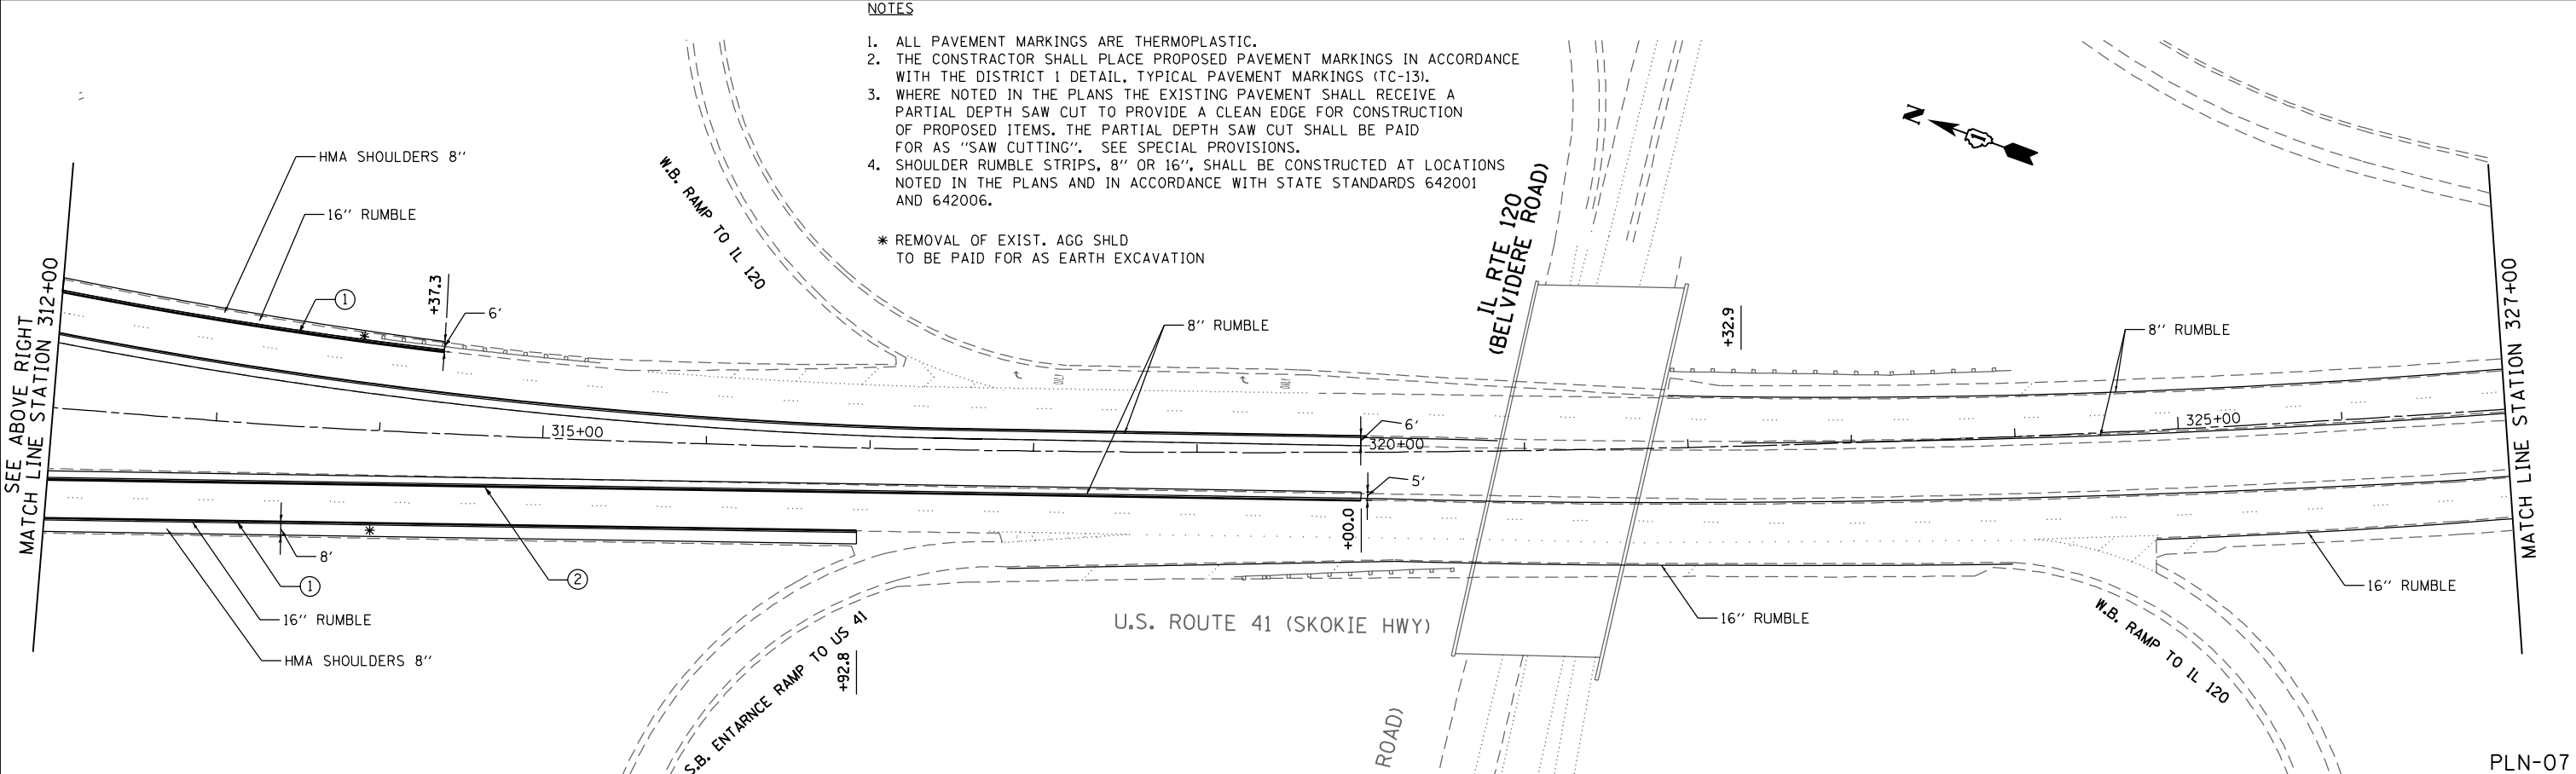 NOTES
1. ALL PAVEMENT MARKINGS ARE THERMOPLASTIC.
2. THE CONSTRACTOR SHALL PLACE PROPOSED PAVEMENT MARKINGS IN ACCORDANCE
WITH THE DISTRICT 1 DETAIL, TYPICAL PAVEMENT MARKINGS (TC-13).
3. WHERE NOTED IN THE PLANS THE EXISTING PAVEMENT SHALL RECEIVE A
PARTIAL DEPTH SAW CUT TO PROVIDE A CLEAN EDGE FOR CONSTRUCTION
OF PROPOSED ITEMS. THE PARTIAL DEPTH SAW CUT SHALL BE PAID
FOR AS "SAW CUTTING". SEE SPECIAL PROVISIONS.
4. SHOULDER RUMBLE STRIPS, 8" OR 16", SHALL BE CONSTRUCTED AT LOCATIONS
NOTED IN THE PLANS AND IN ACCORDANCE WITH STATE STANDARDS 642001
AND 642006.
* REMOVAL OF EXIST. AGG SHLD
TO BE PAID FOR AS EARTH EXCAVATION
N
1
HMA SHOULDERS 8"
16" RUMBLE
1
*
+37.3
6'
W.B. RAMP TO IL 120
8" RUMBLE
IL RTE 120
(BELVIDERE ROAD)
+32.9
8" RUMBLE
SEE ABOVE RIGHT
MATCH LINE STATION 312+00
MATCH LINE STATION 327+00
315+00
6'
320+00
325+00
5'
+00.0
*
8'
1
2
16" RUMBLE
HMA SHOULDERS 8"
S.B. ENTARNCE RAMP TO US 41
+92.8
U.S. ROUTE 41 (SKOKIE HWY)
16" RUMBLE
16" RUMBLE
W.B. RAMP TO IL 120
ROAD)
PLN-07